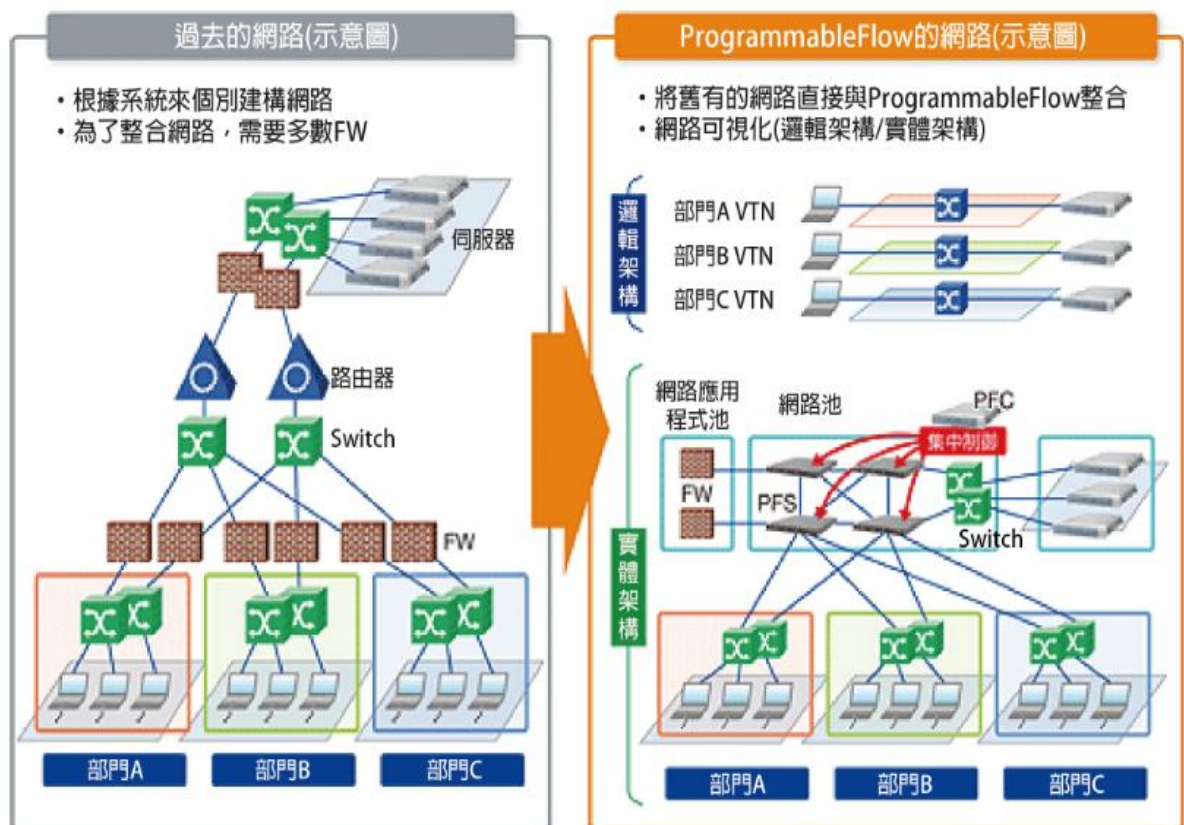 過去的網路(示意圖)
・根據系統來個別建構網路
・為了整合網路，需要多數FW
伺服器
路由器
Switch
FW
部門A
部門B
部門C
ProgrammableFlow的網路(示意圖)
・將舊有的網路直接與ProgrammableFlow整合
・網路可視化(邏輯架構/實體架構)
邏輯架構
部門A VTN
部門B VTN
部門C VTN
實體架構
網路應用
程式池
網路池
PFC
集中制御
FW
PFS
Switch
部門A
部門B
部門C